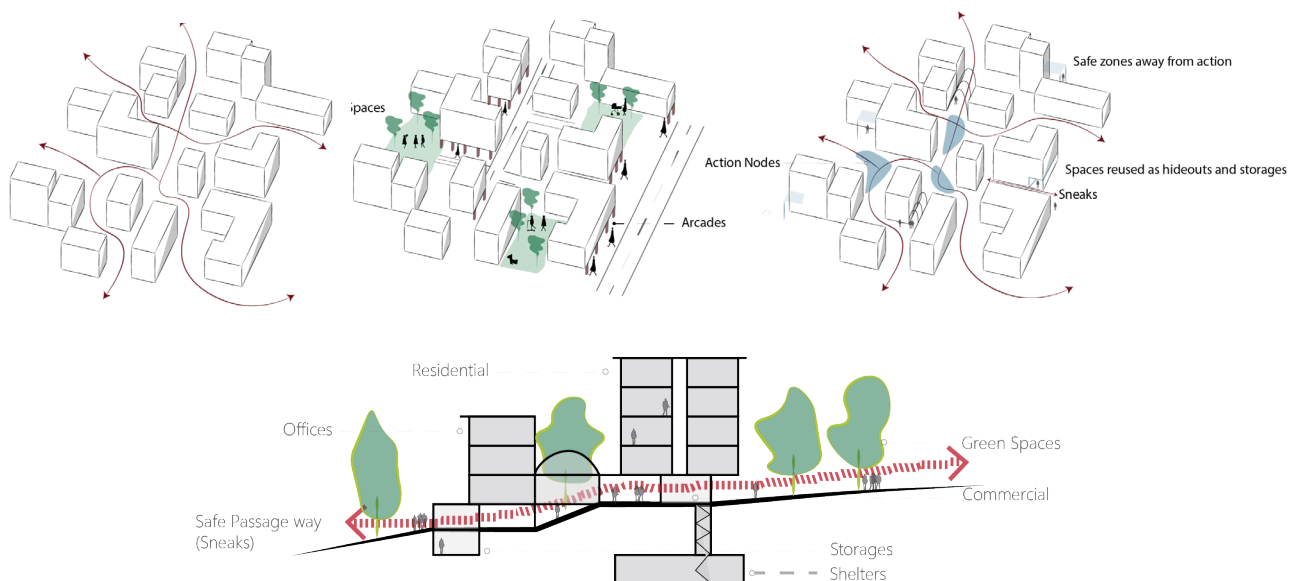 Safe zones away from action
Spaces
Action Nodes
Spaces reused as hideouts and storages
Sneaks
Arcades
Residential
Offices
Green Spaces
Commercial
Safe Passage way
(Sneaks)
Storages
Shelters